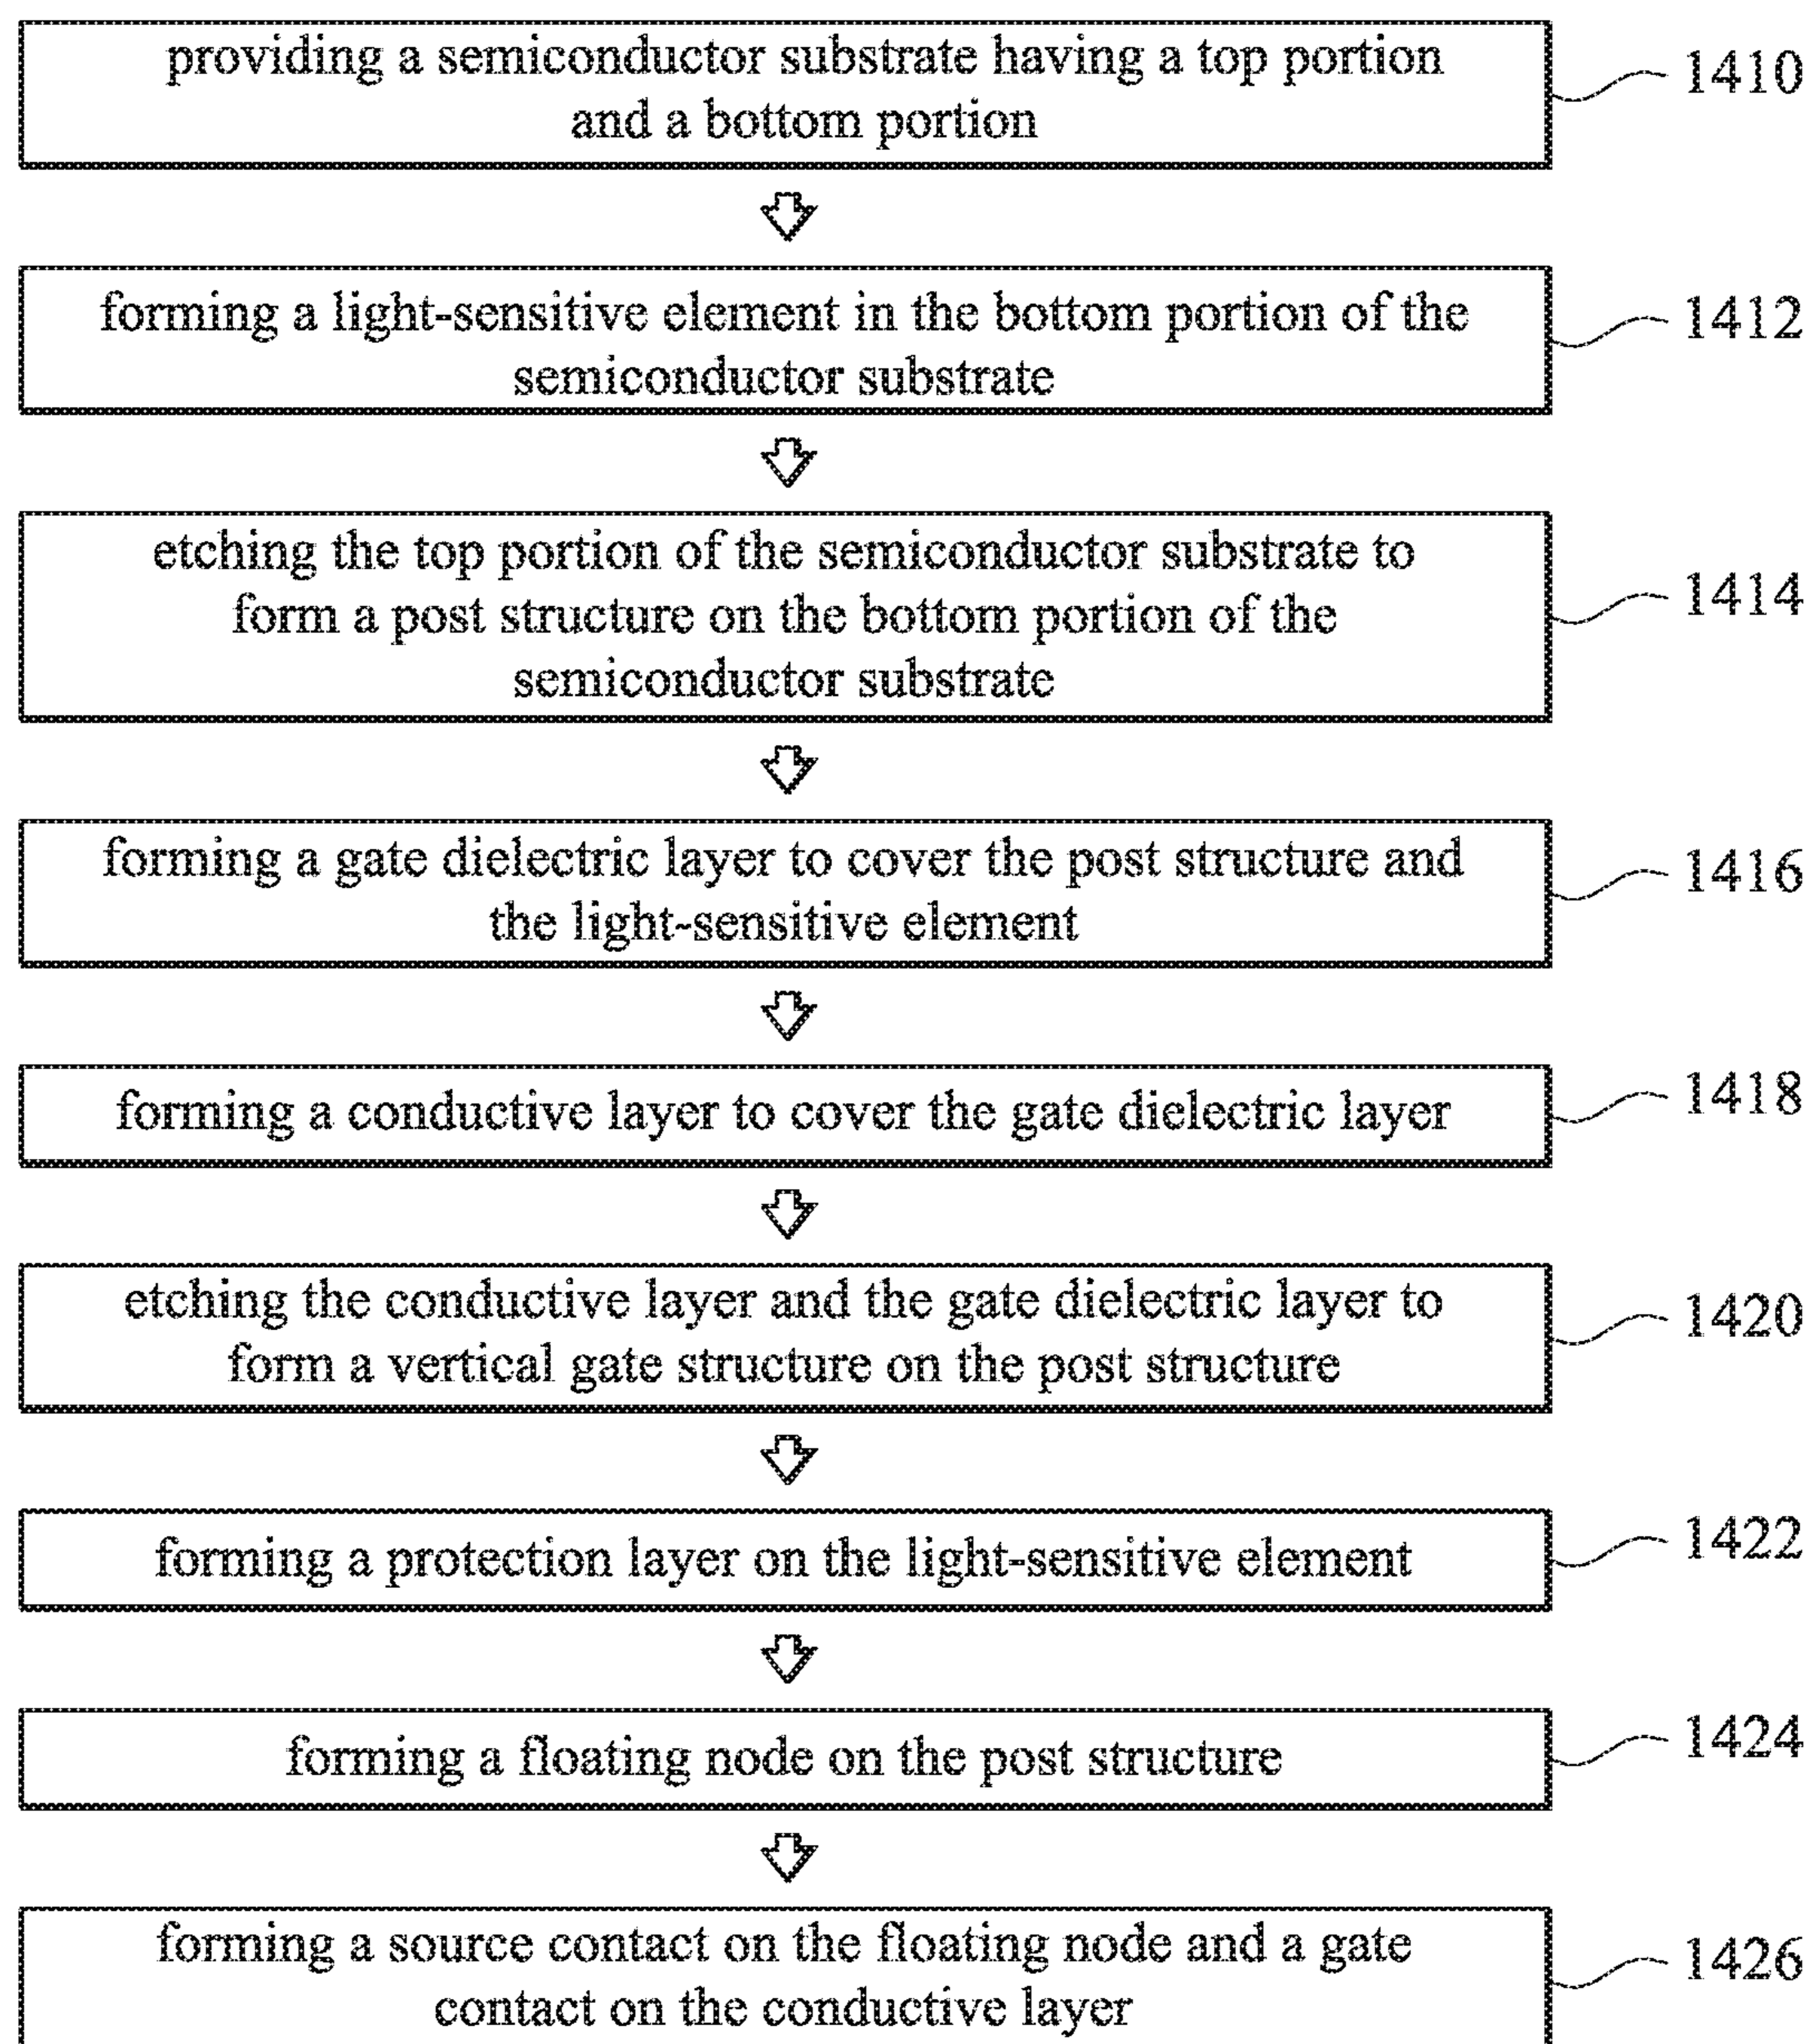 providing a semiconductor substrate having a top portion
and a bottom portion
1410
forming a light-sensitive element in the bottom portion of the
semiconductor substrate
1412
etching the top portion of the semiconductor substrate to
form a post structure on the bottom portion of the
semiconductor substrate
1414
forming a gate dielectric layer to cover the post structure and
the light-sensitive element
1416
forming a conductive layer to cover the gate dielectric layer
1418
etching the conductive layer and the gate dielectric layer to
form a vertical gate structure on the post structure
1420
forming a protection layer on the light-sensitive element
1422
forming a floating node on the post structure
1424
forming a source contact on the floating node and a gate
contact on the conductive layer
1426